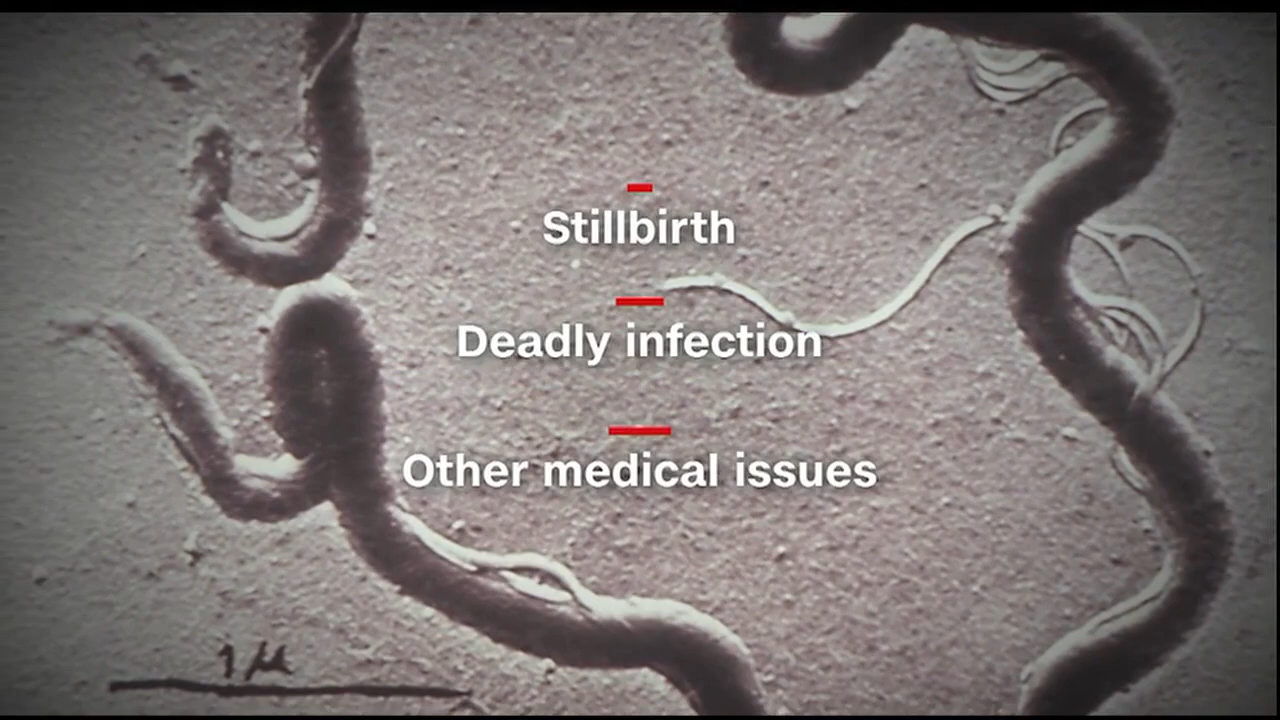 Stillbirth
Deadly infection
Other medical issues
1 μ